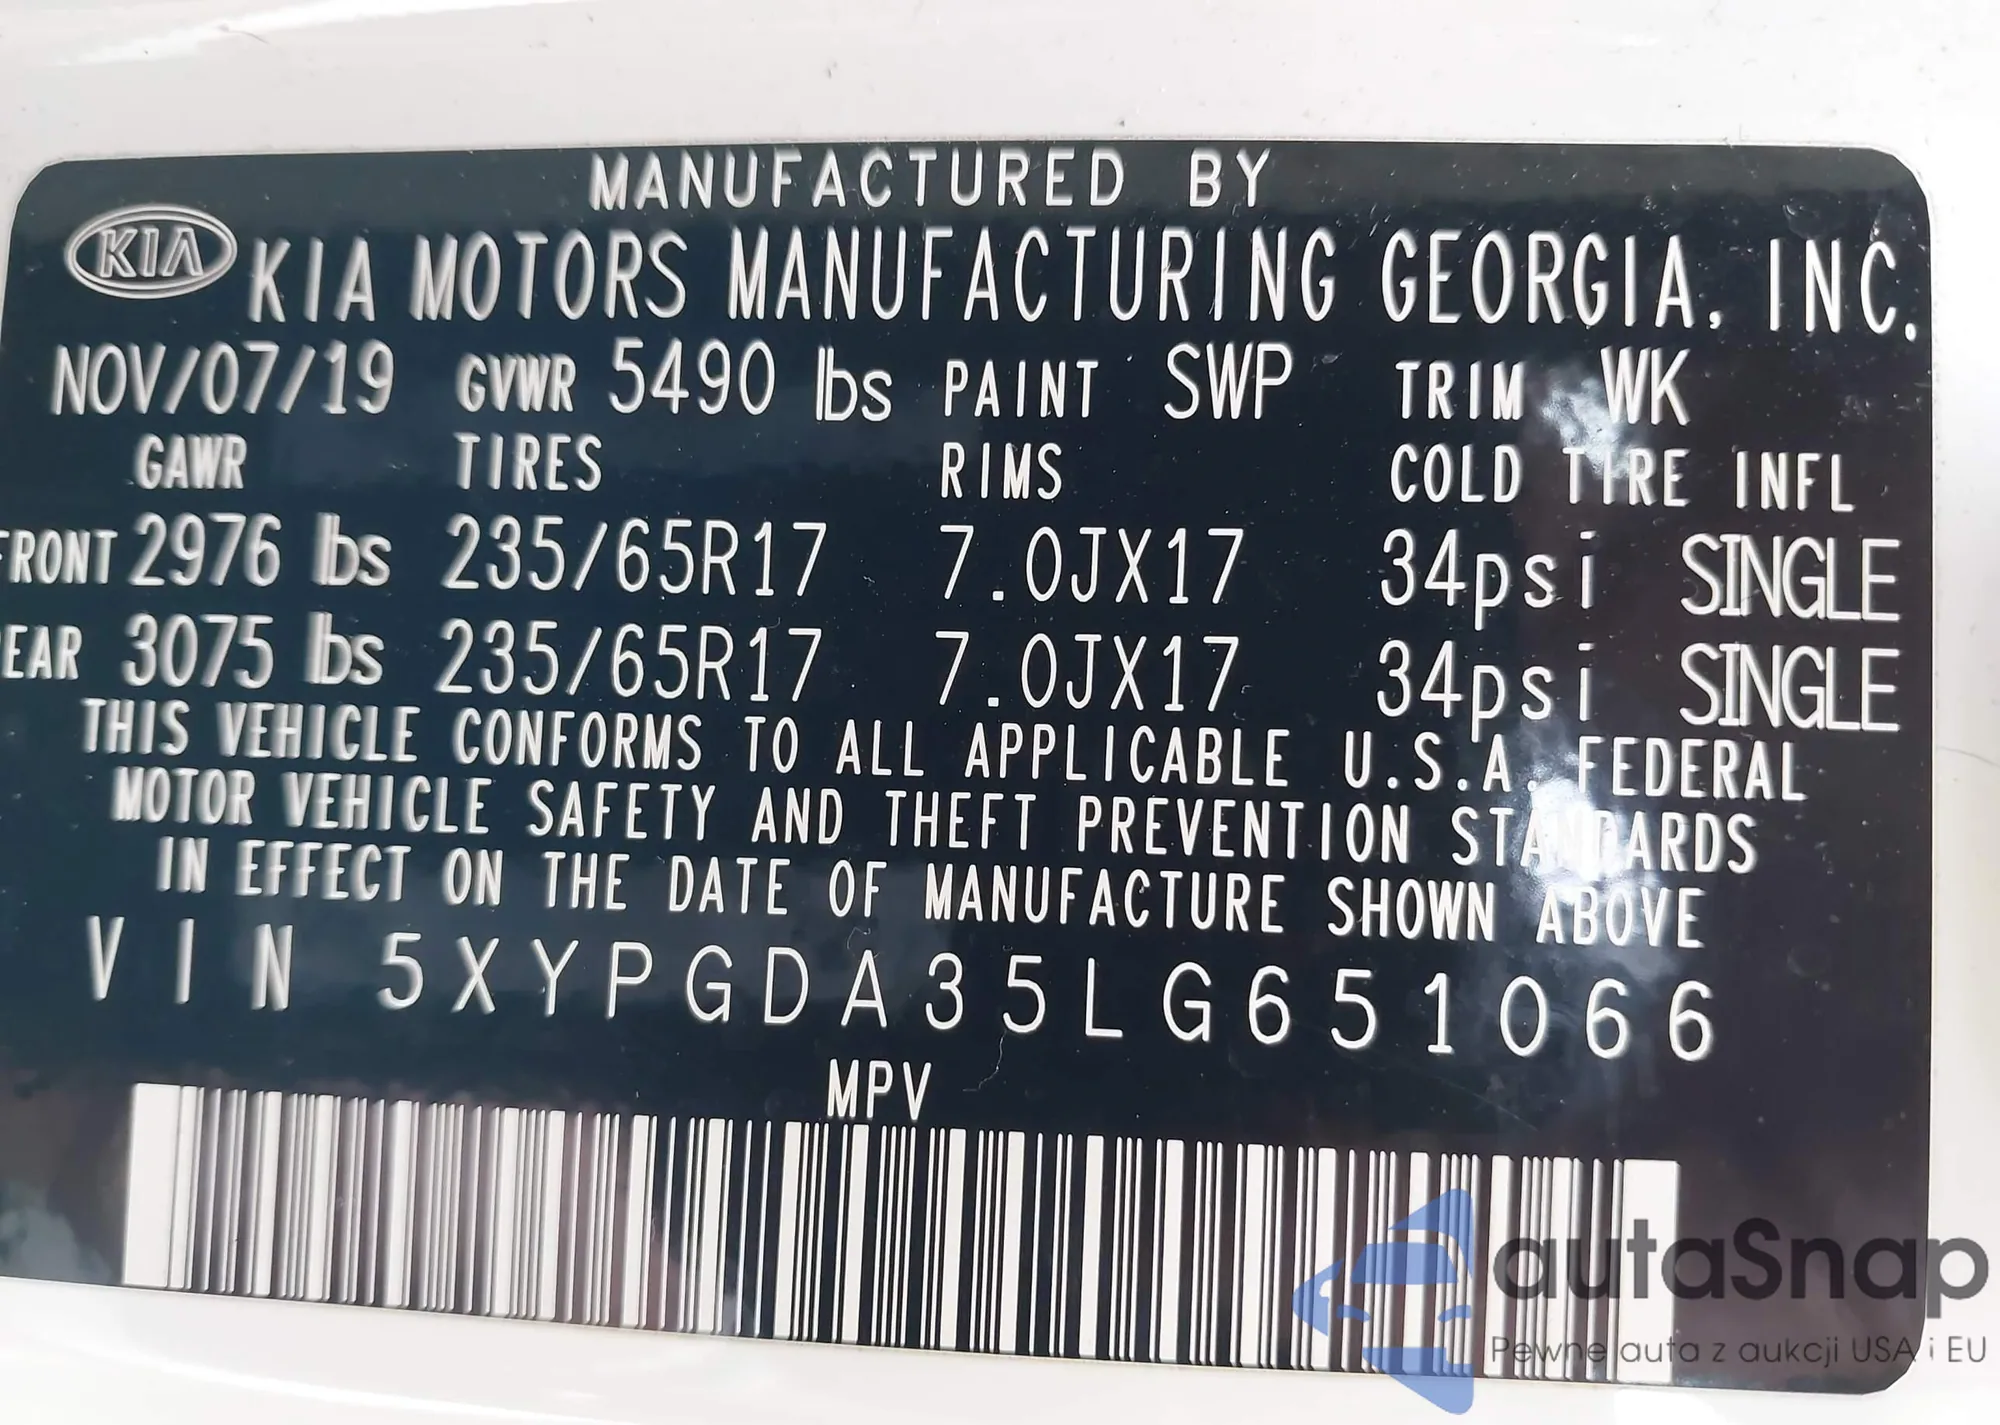 MANUFACTURED BY
KIA KIA MOTORS MANUFACTURING GEORGIA, INC.
NOV/07/19 GVWR 5490 lbs PAINT SWP TRIM WK
GAWR TIRES RIMS COLD TIRE INFL
FRONT 2976 lbs 235/65R17 7.0JX17 34psi SINGLE
REAR 3075 lbs 235/65R17 7.0JX17 34psi SINGLE
THIS VEHICLE CONFORMS TO ALL APPLICABLE U.S.A. FEDERAL
MOTOR VEHICLE SAFETY AND THEFT PREVENTION STANDARDS
IN EFFECT ON THE DATE OF MANUFACTURE SHOWN ABOVE
VIN 5XYPGDA35LG651066
MPV
autaSnap
Pewne auta z aukcji USA i EU